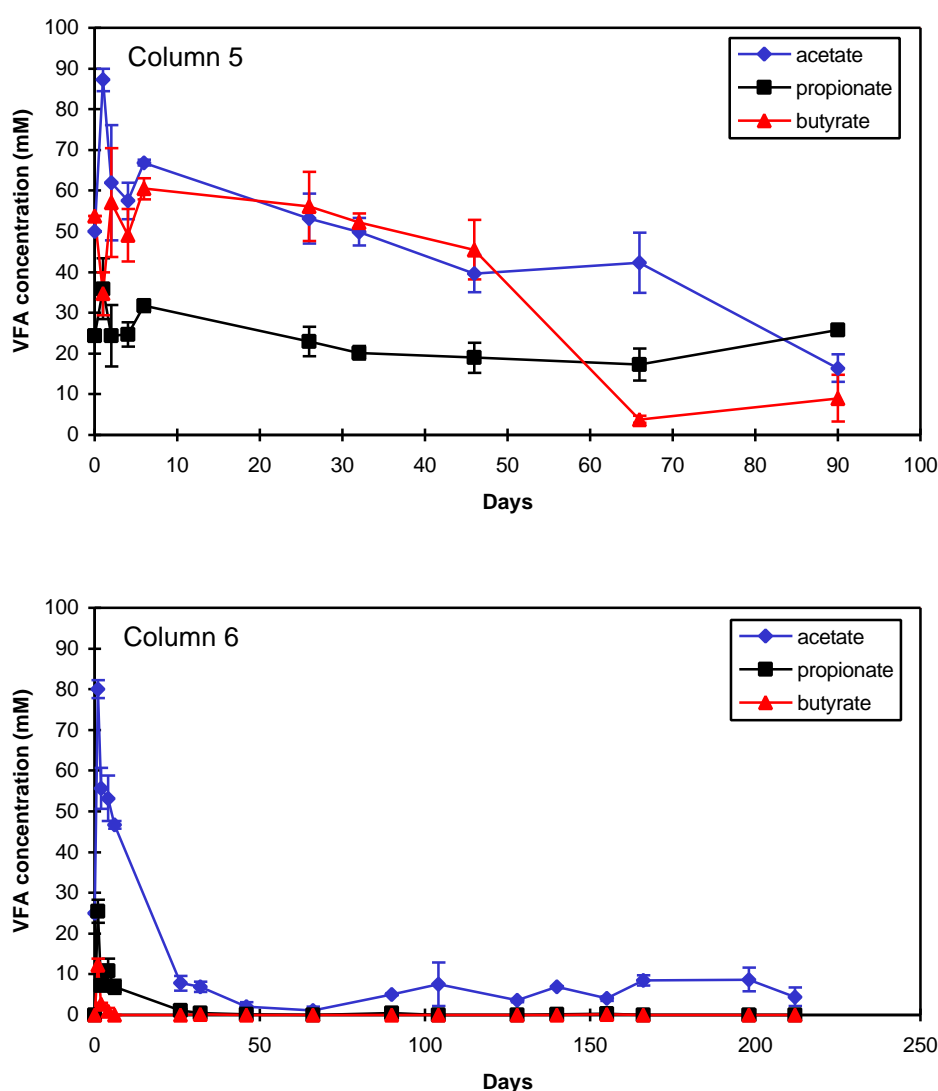 Column 5
acetate
propionate
butyrate
VFA concentration (mM)
100
90
80
70
60
50
40
30
20
10
0
0 10 20 30 40 50 60 70 80 90 100
Days
Column 6
acetate
propionate
butyrate
VFA concentration (mM)
100
90
80
70
60
50
40
30
20
10
0
0 50 100 150 200 250
Days